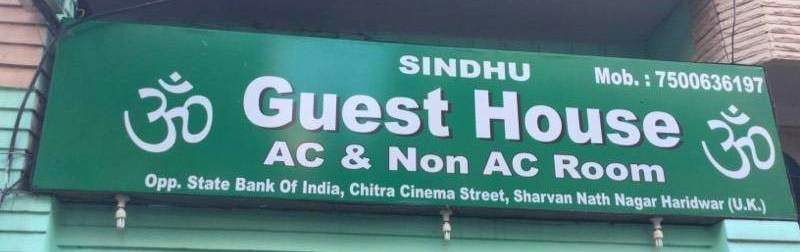 SINDHU
Mob. : 7500636197
ॐ Guest House ॐ
AC & Non AC Room
Opp. State Bank Of India, Chitra Cinema Street, Sharvan Nath Nagar Haridwar (U.K.)